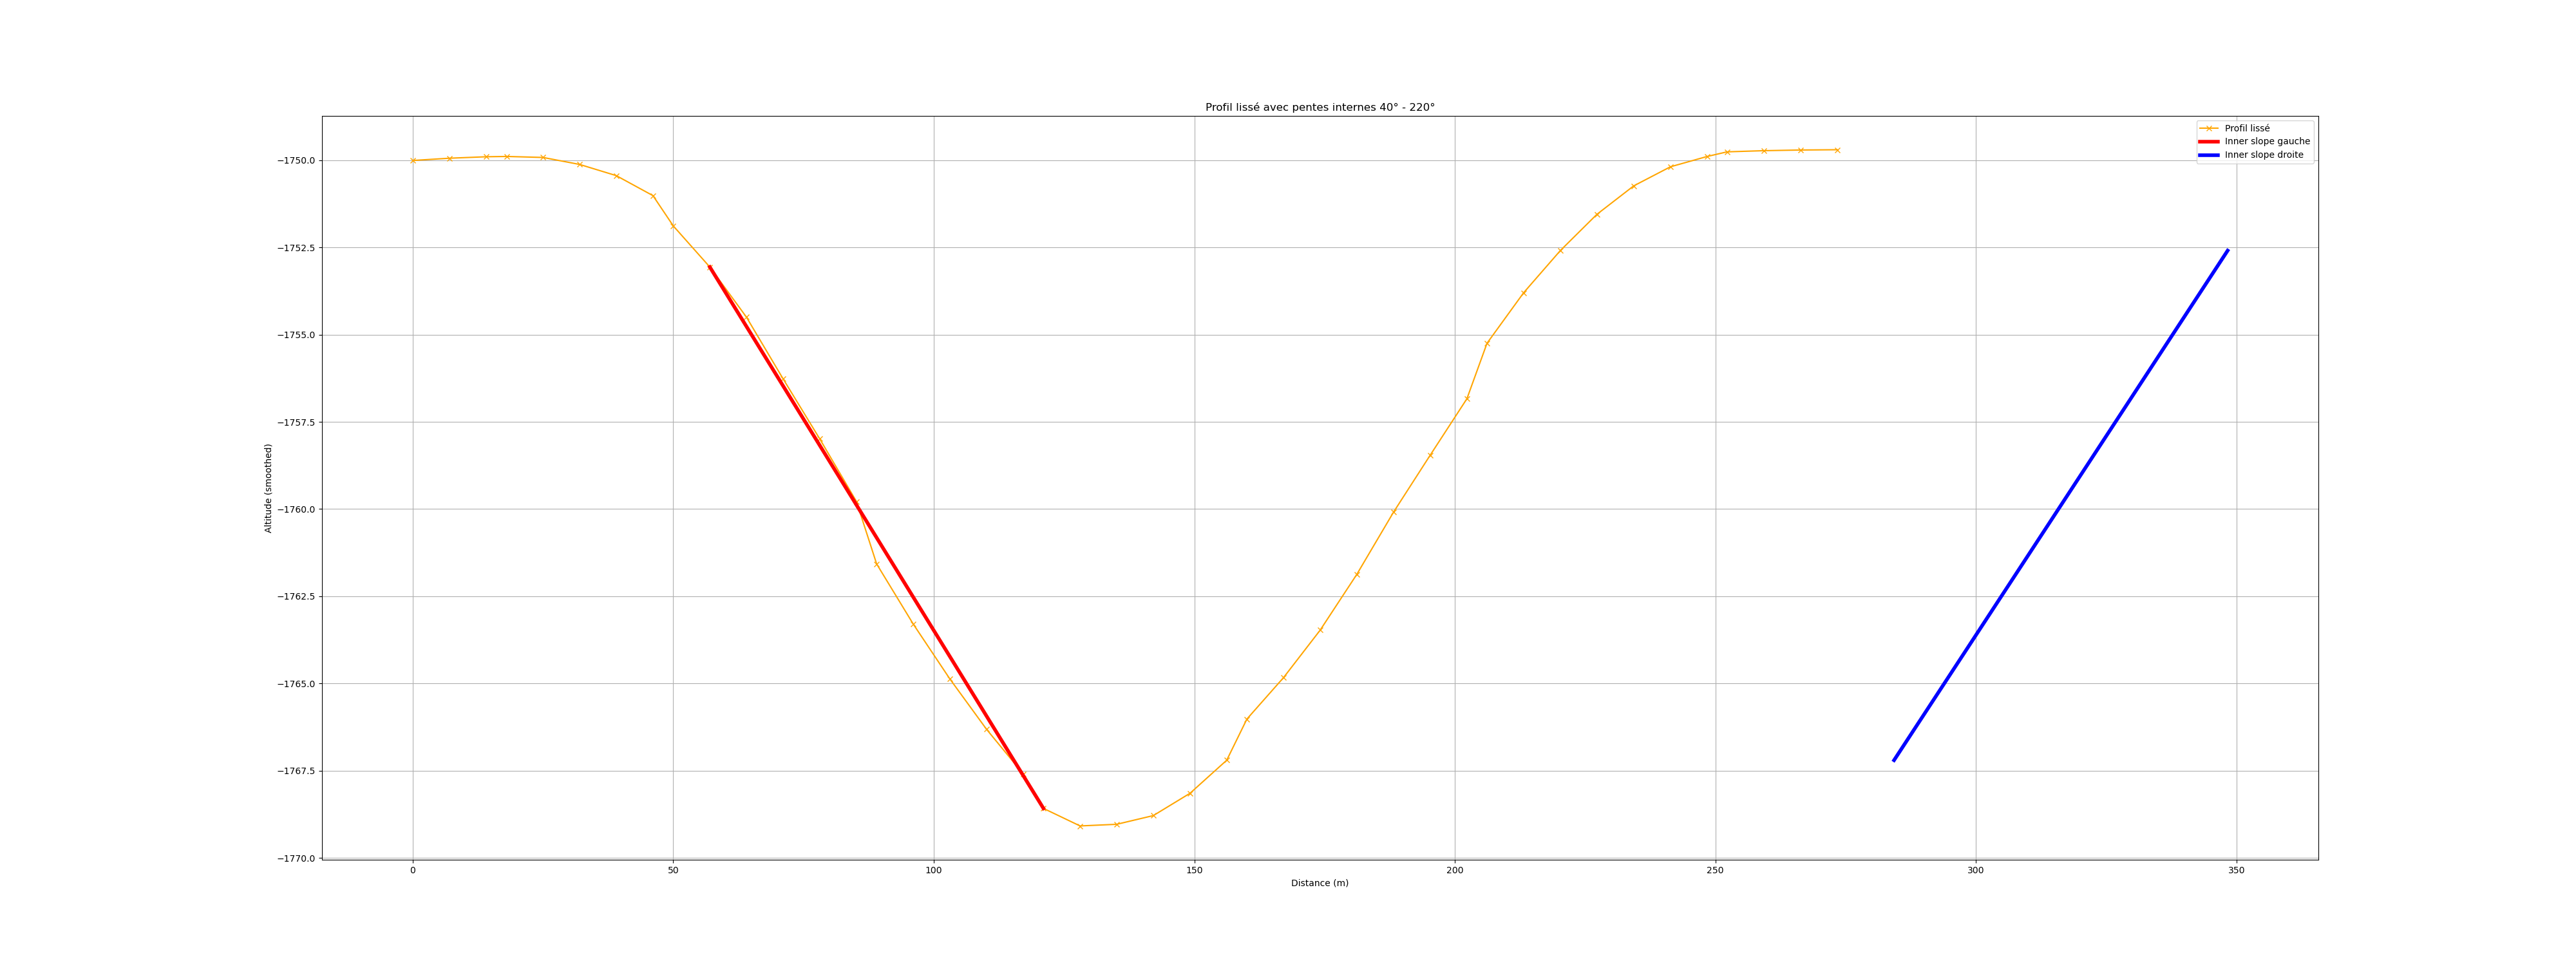 Profil lissé avec pentes internes 40° - 220°
Profil lissé
Inner slope gauche
Inner slope droite
−1750.0
−1752.5
−1755.0
−1757.5
−1760.0
−1762.5
−1765.0
−1767.5
−1770.0
Altitude (smoothed)
0 50 100 150 200 250 300 350
Distance (m)